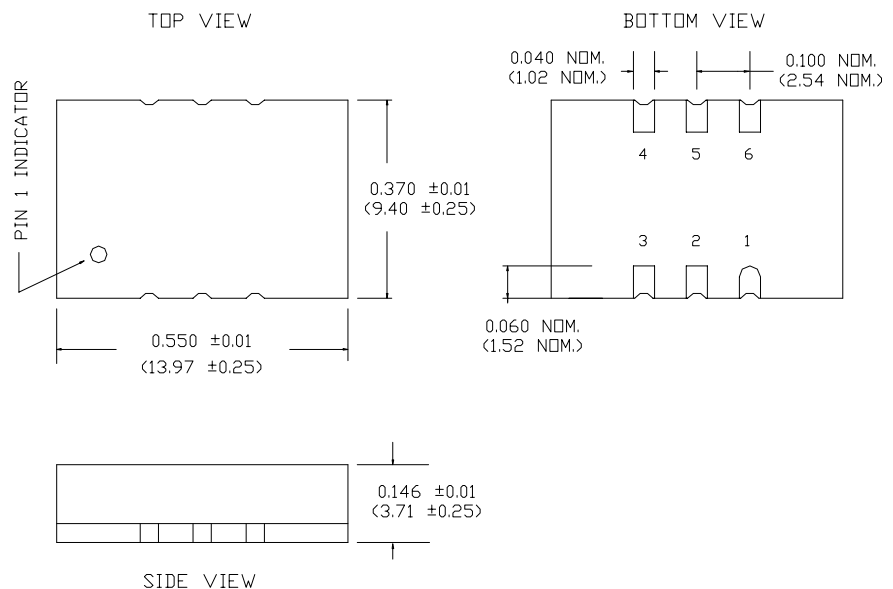 TOP VIEW
BOTTOM VIEW
PIN 1 INDICATOR
0.370 ±0.01
(9.40 ±0.25)
0.550 ±0.01
(13.97 ±0.25)
0.040 NOM.
(1.02 NOM.)
0.100 NOM.
(2.54 NOM.)
4 5 6
3 2 1
0.060 NOM.
(1.52 NOM.)
0.146 ±0.01
(3.71 ±0.25)
SIDE VIEW